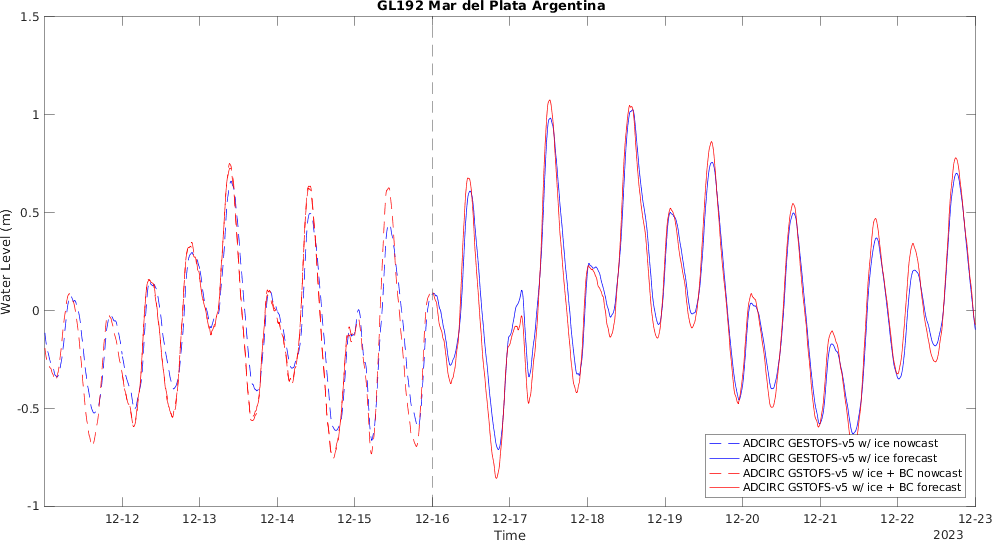 GL192 Mar del Plata Argentina
1.5
1
0.5
0
-0.5
-1
Water Level (m)
12-12
12-13
12-14
12-15
12-16
12-17
12-18
12-19
12-20
12-21
12-22
12-23
Time
2023
ADCIRC GESTOFS-v5 w/ ice nowcast
ADCIRC GESTOFS-v5 w/ ice forecast
ADCIRC GSTOFS-v5 w/ ice + BC nowcast
ADCIRC GSTOFS-v5 w/ ice + BC forecast